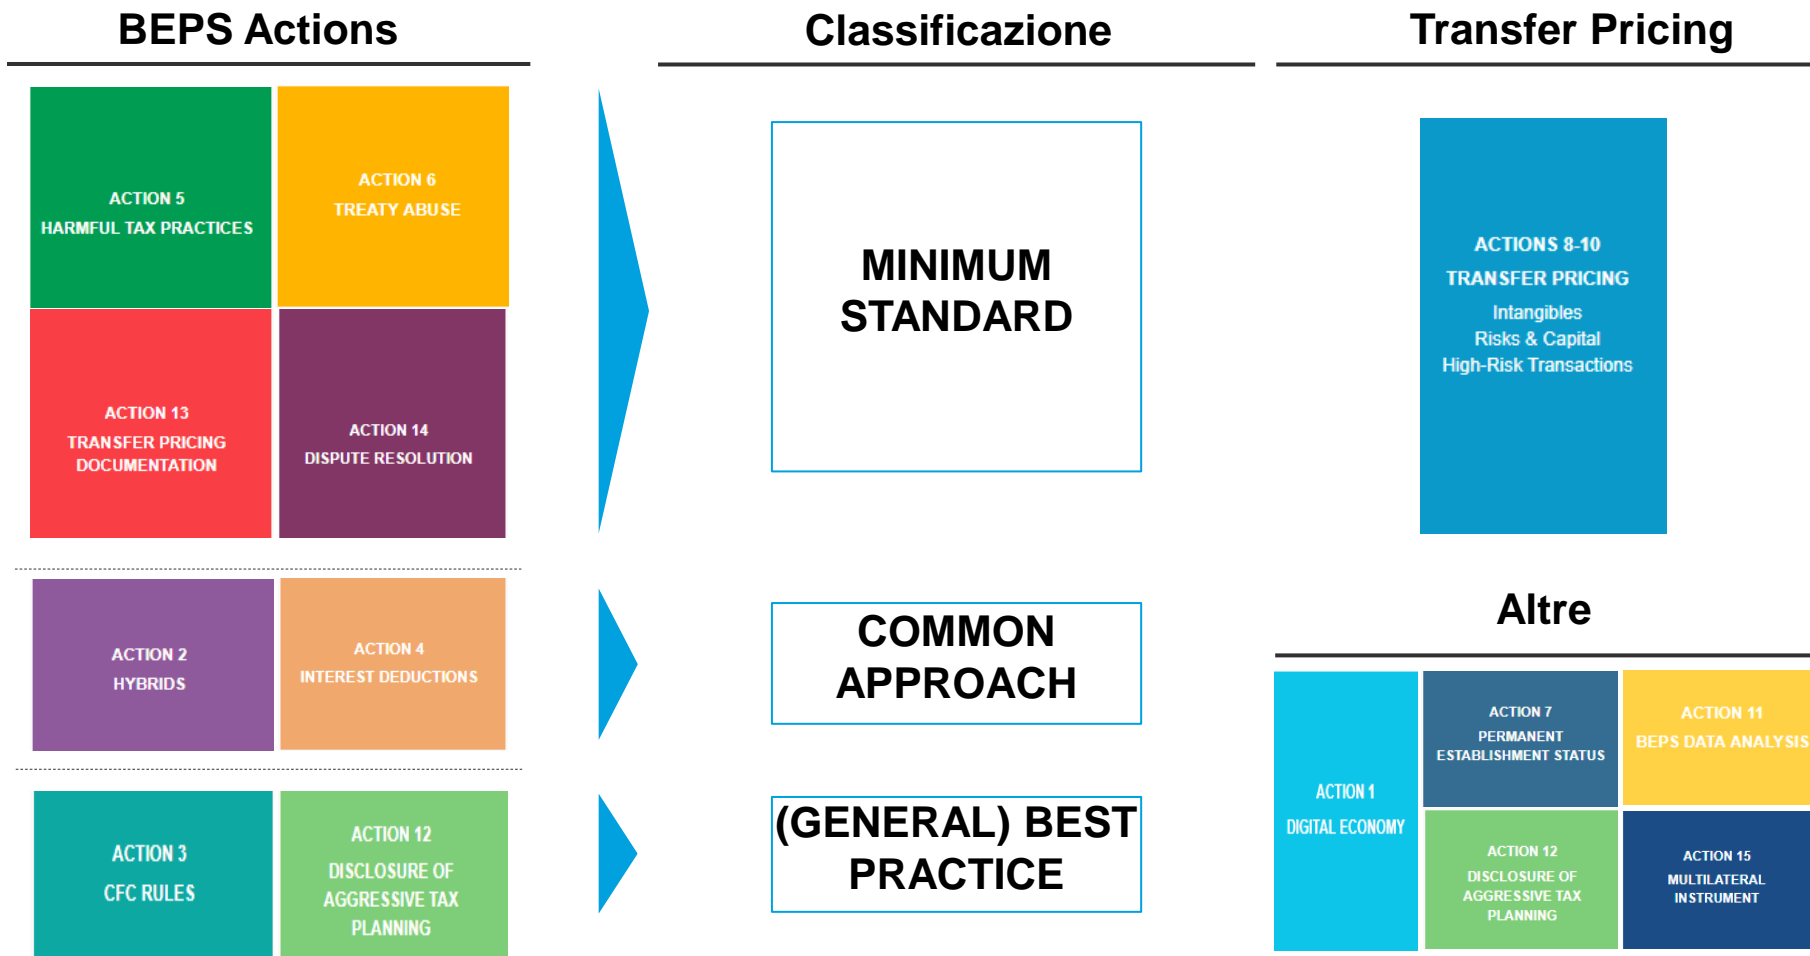 BEPS Actions
Classificazione
Transfer Pricing
ACTION 5
HARMFUL TAX PRACTICES
ACTION 6
TREATY ABUSE
ACTION 13
TRANSFER PRICING
DOCUMENTATION
ACTION 14
DISPUTE RESOLUTION
MINIMUM
STANDARD
ACTIONS 8-10
TRANSFER PRICING
Intangibles
Risks & Capital
High-Risk Transactions
ACTION 2
HYBRIDS
ACTION 4
INTEREST DEDUCTIONS
COMMON
APPROACH
ACTION 3
CFC RULES
ACTION 12
DISCLOSURE OF
AGGRESSIVE TAX
PLANNING
(GENERAL) BEST
PRACTICE
Altre
ACTION 1
DIGITAL ECONOMY
ACTION 7
PERMANENT
ESTABLISHMENT STATUS
ACTION 11
BEPS DATA ANALYSIS
ACTION 12
DISCLOSURE OF
AGGRESSIVE TAX
PLANNING
ACTION 15
MULTILATERAL
INSTRUMENT